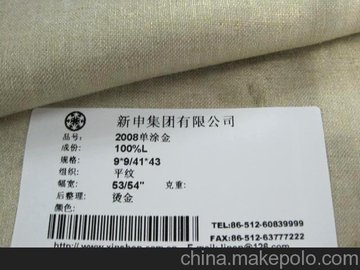 新申集团有限公司
品号: 2008单涂金
成份: 100%L
规格: 9*9/41*43
组织: 平纹
幅宽: 53/54" 克重:
后整理: 烫金
颜色:
TEL:86-512-60839999
FAX:86-512-63777222
E-mail:
china.makepolo.com